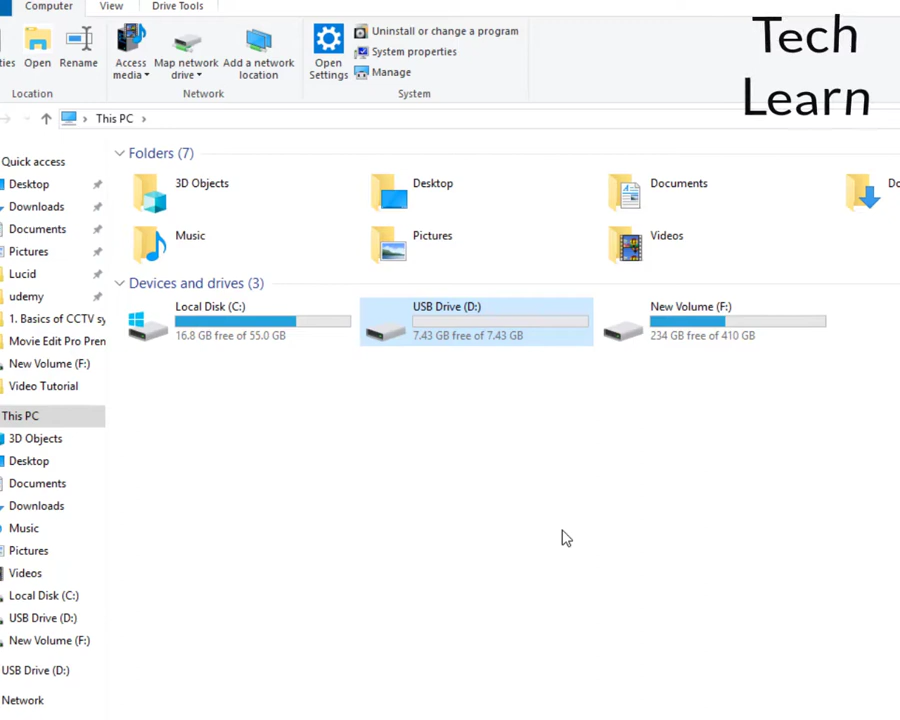 Computer View Drive Tools
Tech
Learn
Open Rename Access media Map network drive Add a network location Open Settings
Uninstall or change a program
System properties
Manage
Location Network System
This PC
Quick access
Desktop
Downloads
Documents
Pictures
Lucid
udemy
1. Basics of CCTV
Movie Edit Pro
New Volume (F:)
Video Tutorial
This PC
3D Objects
Desktop
Documents
Downloads
Music
Pictures
Videos
Local Disk (C:)
USB Drive (D:)
New Volume (F:)
USB Drive (D:)
Network
Folders (7)
3D Objects Desktop Documents
Music Pictures Videos
Devices and drives (3)
Local Disk (C:)
16.8 GB free of 55.0 GB
USB Drive (D:)
7.43 GB free of 7.43 GB
New Volume (F:)
234 GB free of 410 GB